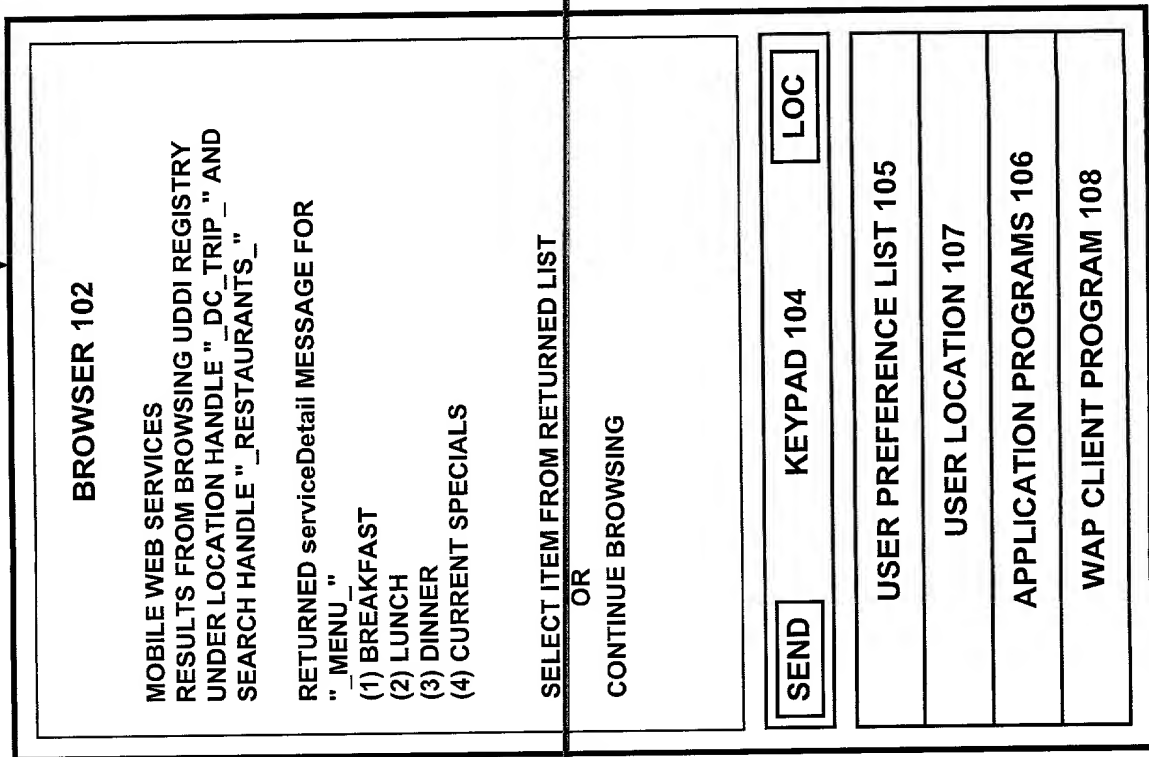 BROWSER 102
MOBILE WEB SERVICES
RESULTS FROM BROWSING UDDI REGISTRY
UNDER LOCATION HANDLE "_DC_TRIP_" AND
SEARCH HANDLE "_RESTAURANTS_"
RETURNED serviceDetail MESSAGE FOR
"_MENU_"
(1) BREAKFAST
(2) LUNCH
(3) DINNER
(4) CURRENT SPECIALS
SELECT ITEM FROM RETURNED LIST
OR
CONTINUE BROWSING
SEND KEYPAD 104 LOC
USER PREFERENCE LIST 105
USER LOCATION 107
APPLICATION PROGRAMS 106
WAP CLIENT PROGRAM 108